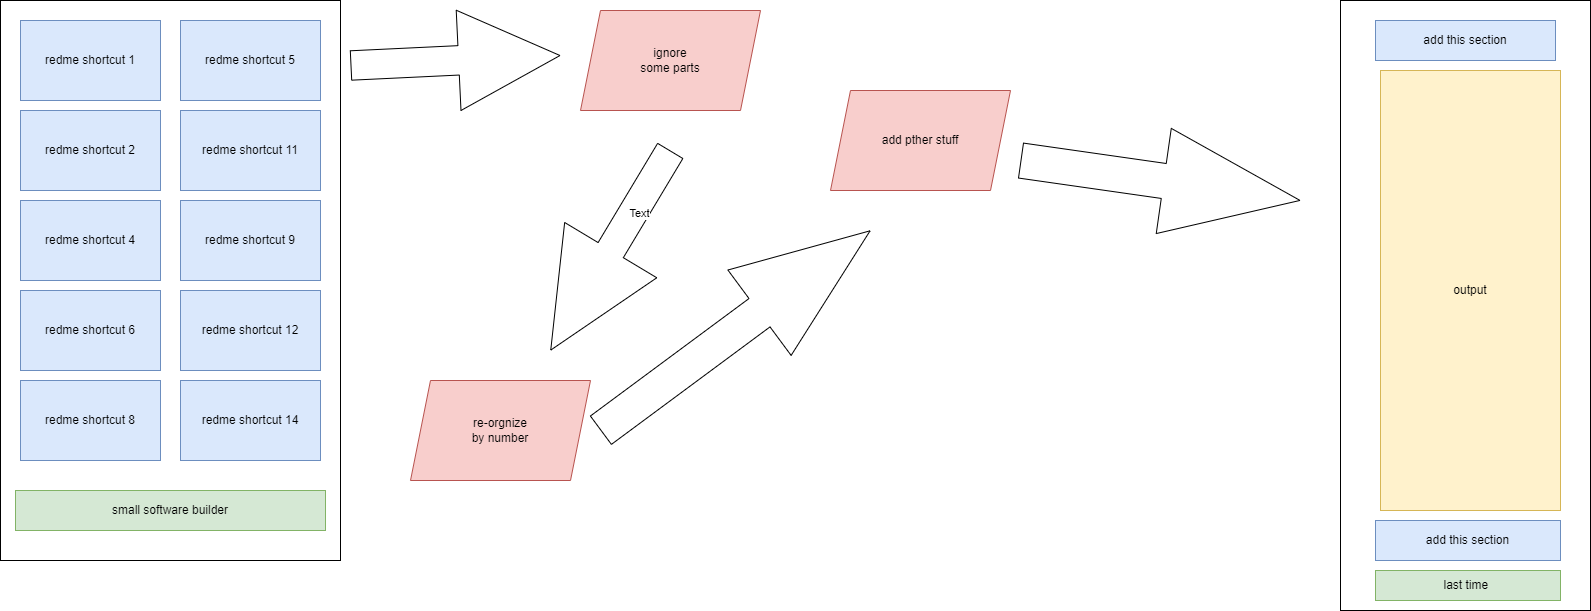 redme shortcut 1
redme shortcut 5
redme shortcut 2
redme shortcut 11
redme shortcut 4
redme shortcut 9
redme shortcut 6
redme shortcut 12
redme shortcut 8
redme shortcut 14
small software builder
ignore
some parts
Text
re-orgnize
by number
add pther stuff
add this section
output
add this section
last time